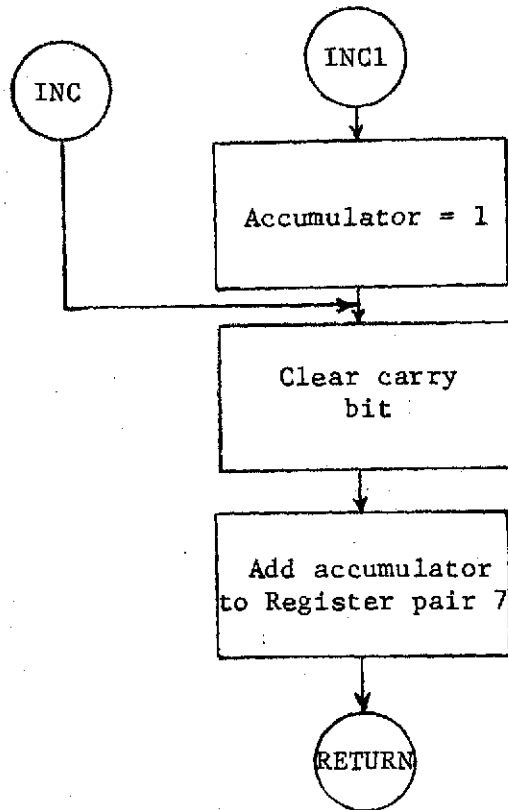 INC
INC1
Accumulator = 1
Clear carry
bit
Add accumulator
to Register pair 7
RETURN